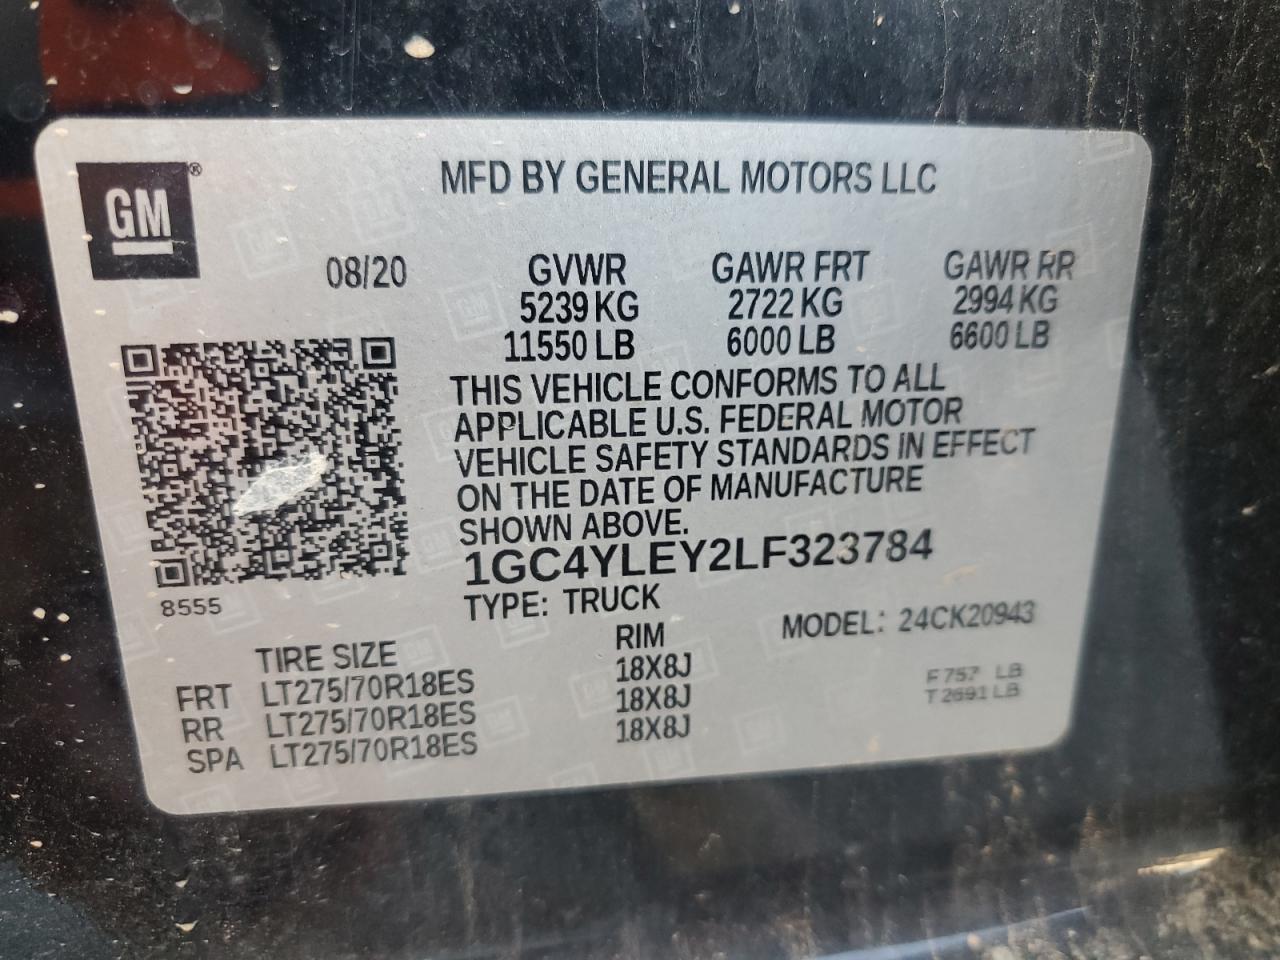 GM®
MFD BY GENERAL MOTORS LLC
08/20
GVWR
5239 KG
11550 LB
GAWR FRT
2722 KG
6000 LB
GAWR RR
2994 KG
6600 LB
THIS VEHICLE CONFORMS TO ALL
APPLICABLE U.S. FEDERAL MOTOR
VEHICLE SAFETY STANDARDS IN EFFECT
ON THE DATE OF MANUFACTURE
SHOWN ABOVE.
1GC4YLEY2LF323784
8555
TYPE: TRUCK
MODEL: 24CK20943
TIRE SIZE RIM
FRT LT275/70R18ES 18X8J
RR LT275/70R18ES 18X8J
SPA LT275/70R18ES 18X8J
F 757 LB
T 2691 LB